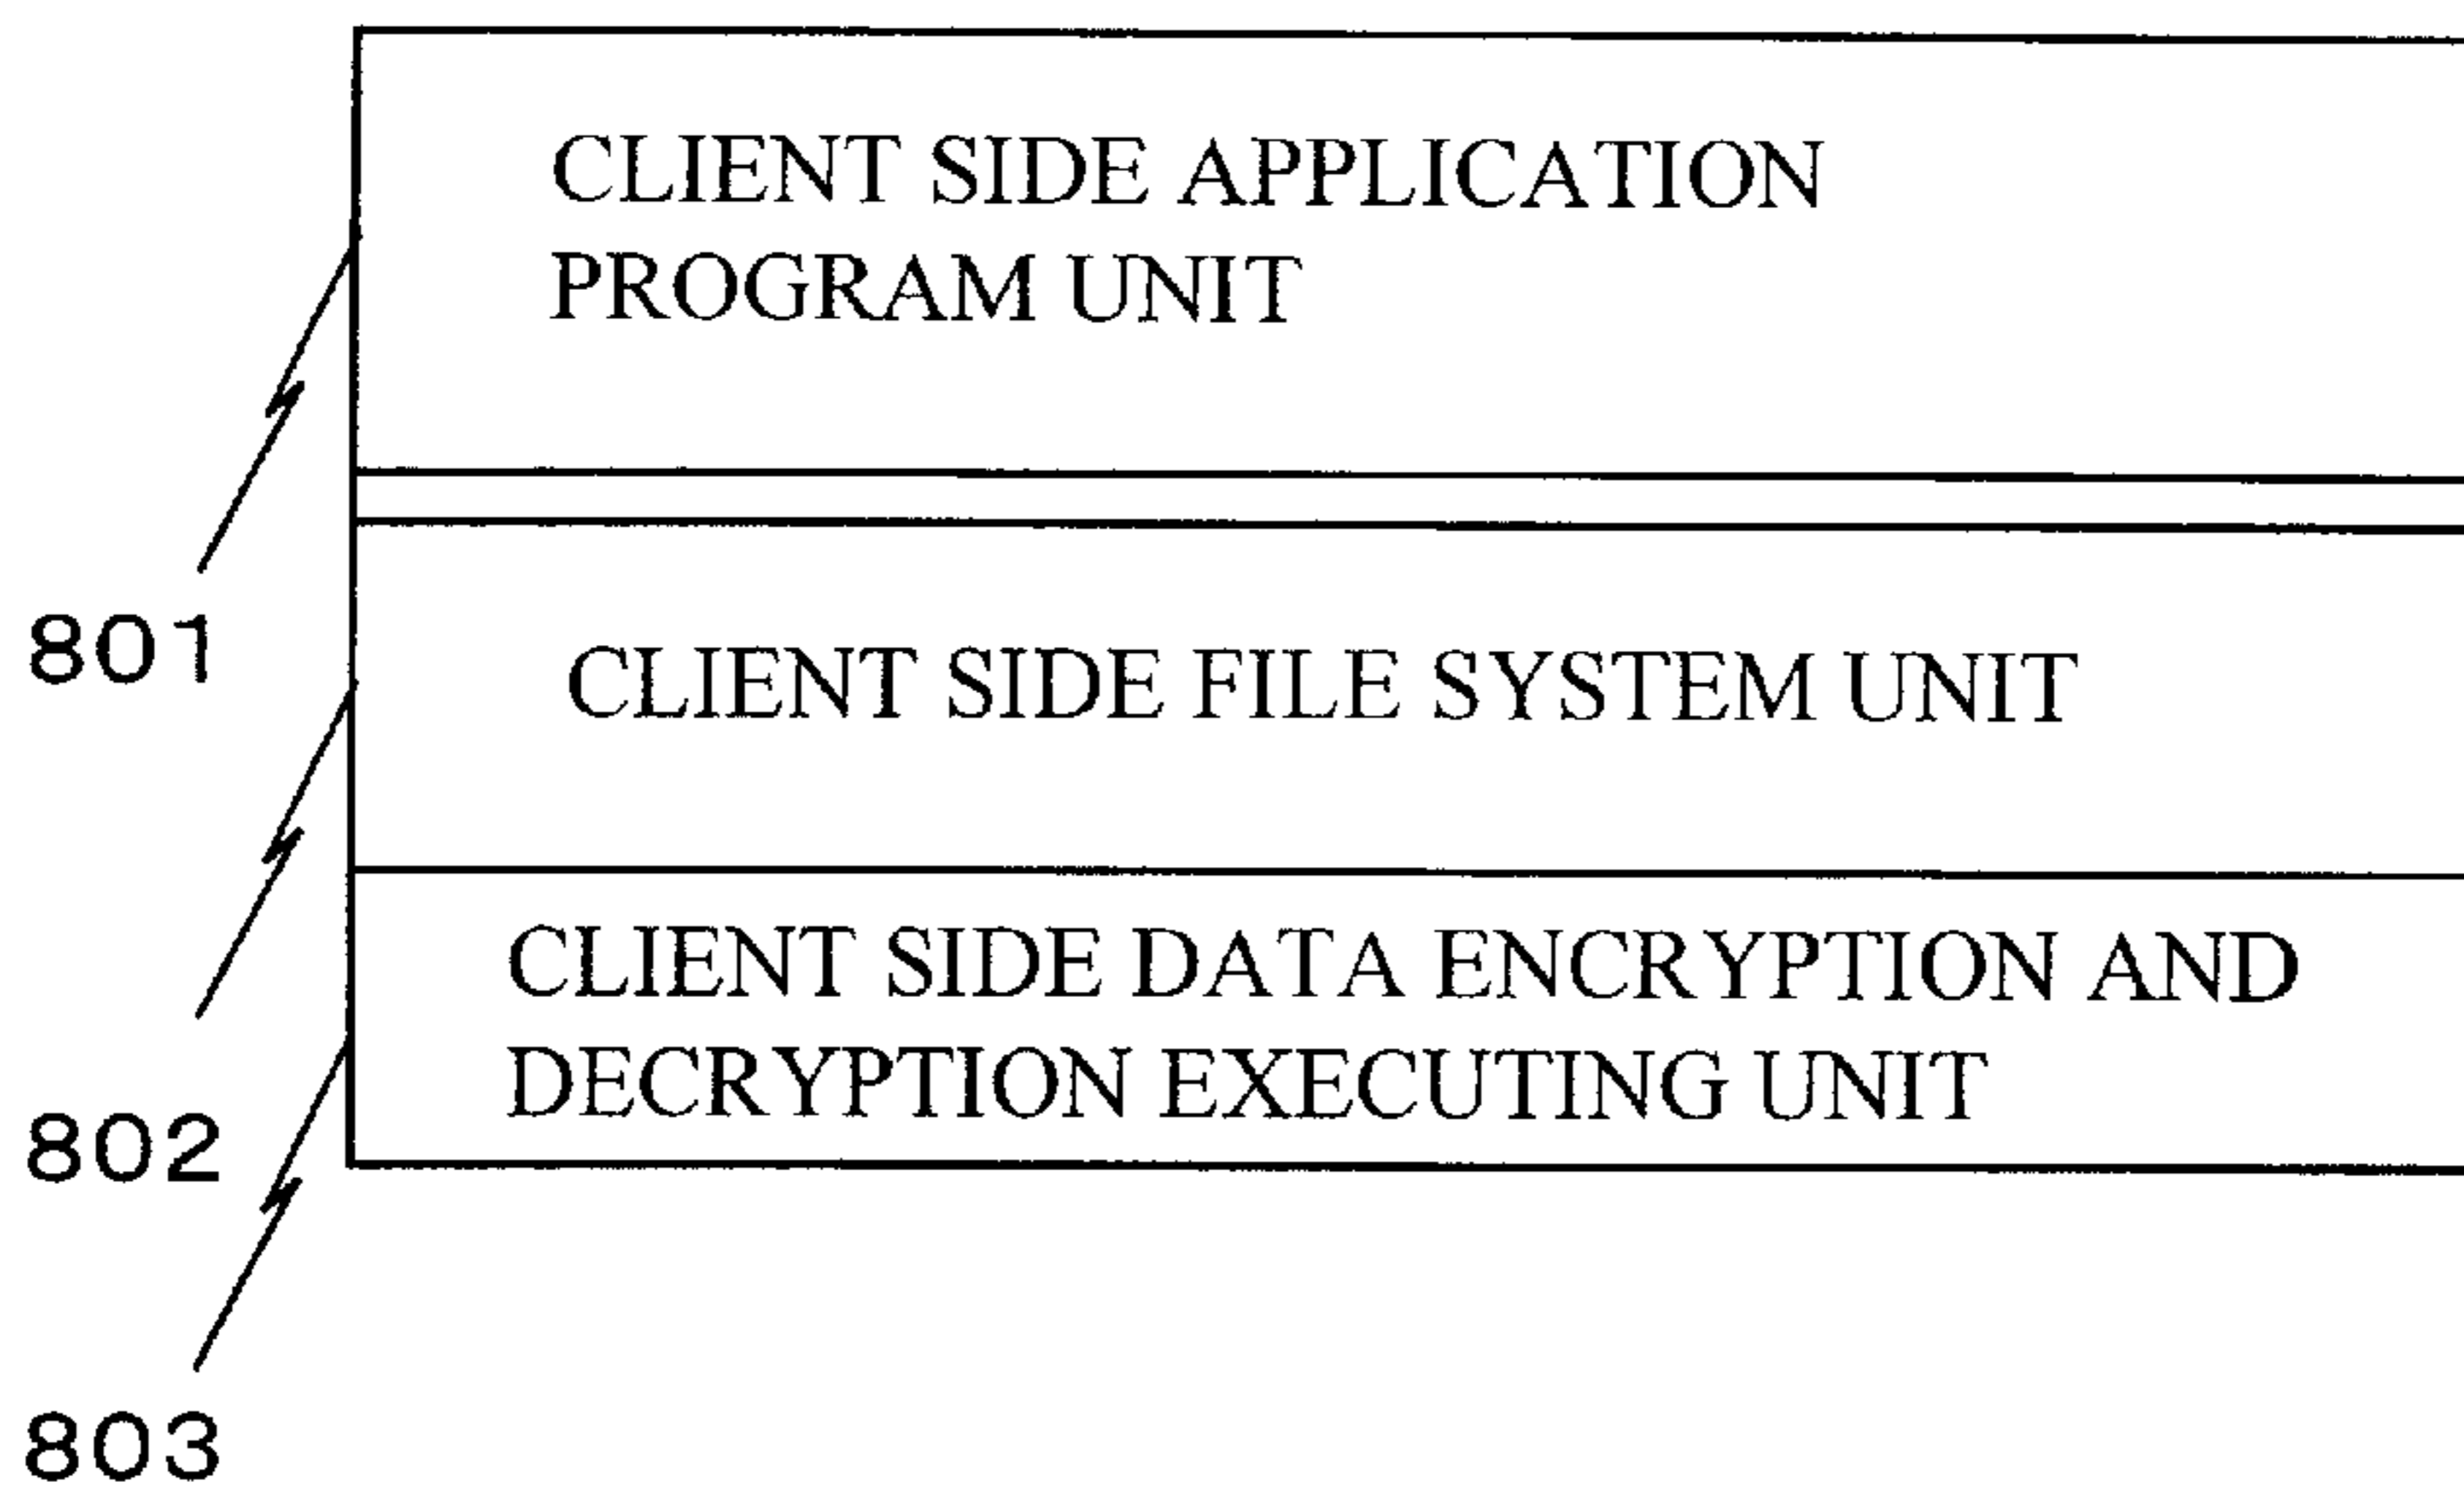 CLIENT SIDE APPLICATION
PROGRAM UNIT
801
CLIENT SIDE FILE SYSTEM UNIT
802
CLIENT SIDE DATA ENCRYPTION AND
DECRYPTION EXECUTING UNIT
803